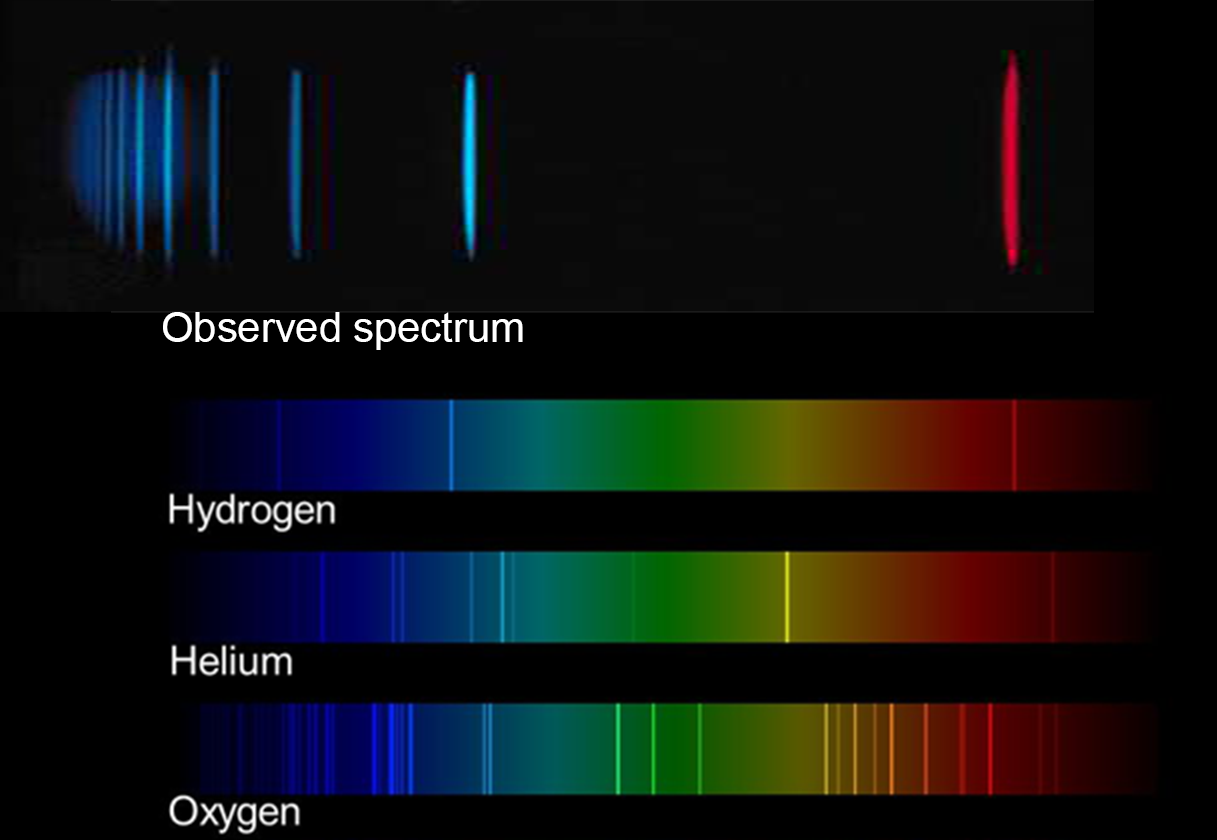 Observed spectrum
Hydrogen
Helium
Oxygen